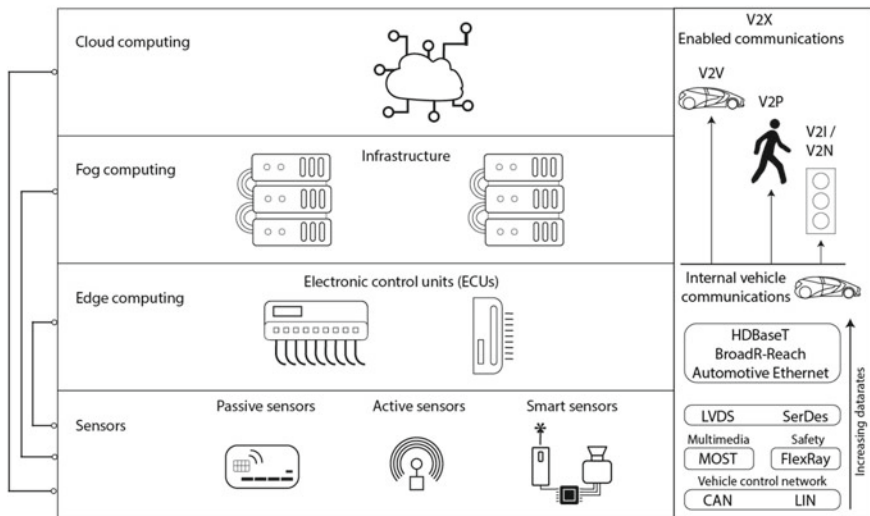 Cloud computing
Fog computing
Infrastructure
Edge computing
Electronic control units (ECUs)
Sensors
Passive sensors
Active sensors
Smart sensors
V2X
Enabled communications
V2V
V2P
V2I /
V2N
Internal vehicle
communications
HDBaseT
BroadR-Reach
Automotive Ethernet
LVDS SerDes
Multimedia Safety
MOST FlexRay
Vehicle control network
CAN LIN
Increasing datarates